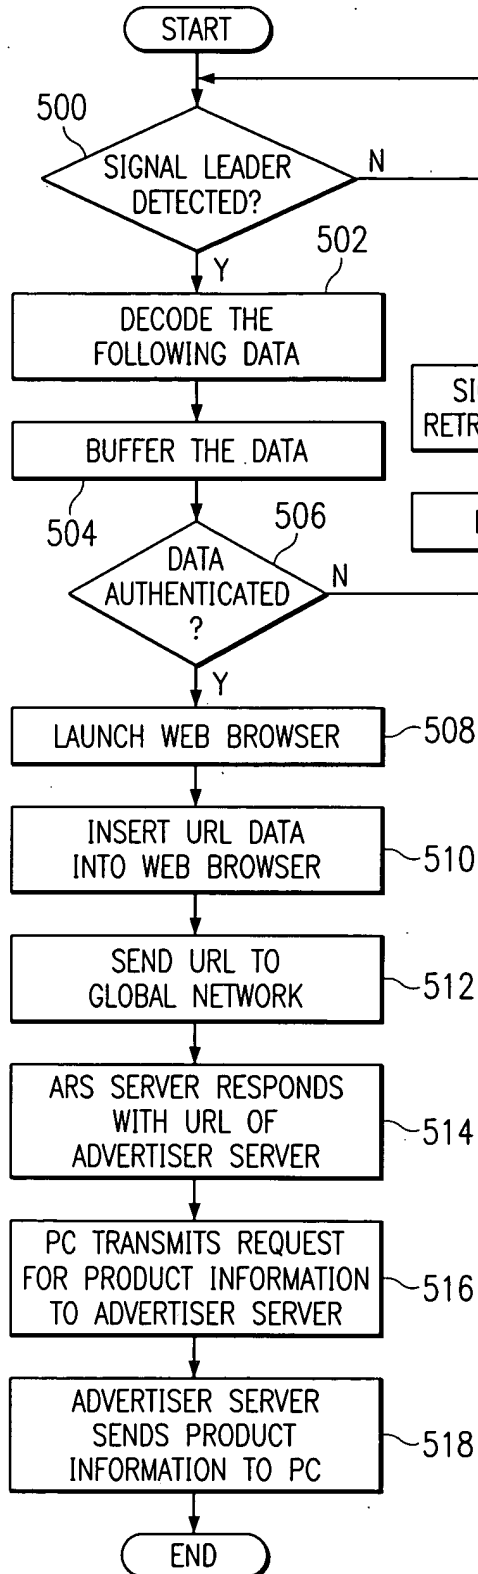 START
500
SIGNAL LEADER
DETECTED?
N
Y
502
DECODE THE
FOLLOWING DATA
BUFFER THE DATA
504
506
DATA
AUTHENTICATED
?
N
Y
LAUNCH WEB BROWSER
508
INSERT URL DATA
INTO WEB BROWSER
510
SEND URL TO
GLOBAL NETWORK
512
ARS SERVER RESPONDS
WITH URL OF
ADVERTISER SERVER
514
PC TRANSMITS REQUEST
FOR PRODUCT INFORMATION
TO ADVERTISER SERVER
516
ADVERTISER SERVER
SENDS PRODUCT
INFORMATION TO PC
518
END